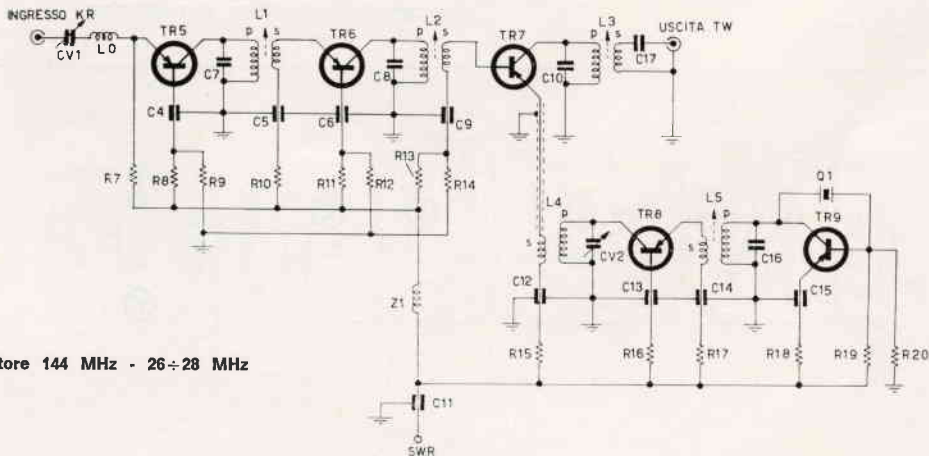 INGRESSO KR
CV1
LO
TR5
L1
P
S
C7
TR6
L2
P
S
C8
TR7
L3
P
S
C10
C17
USCITA TW
C4
C5
C6
C9
R7
R8
R9
R10
R11
R12
R13
R14
L4
P
S
CV2
TR8
L5
P
S
C16
Q1
TR9
C12
C13
C14
C15
Z1
R15
R16
R17
R18
R19
R20
tore 144 MHz - 26÷28 MHz
C11
SWR